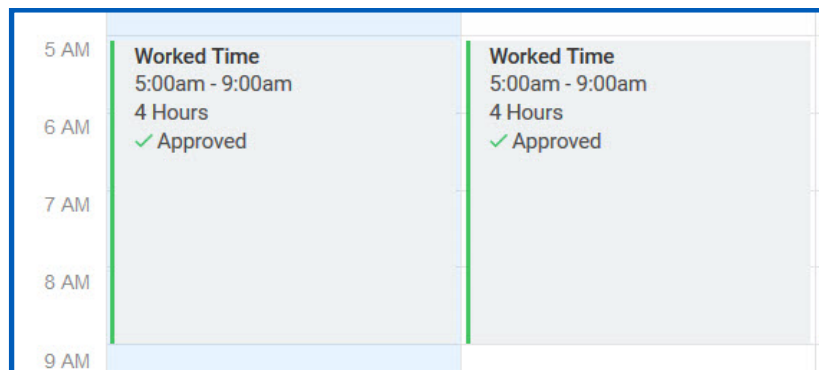 5 AM
6 AM
7 AM
8 AM
9 AM
Worked Time
5:00am - 9:00am
4 Hours
Approved
Worked Time
5:00am - 9:00am
4 Hours
Approved